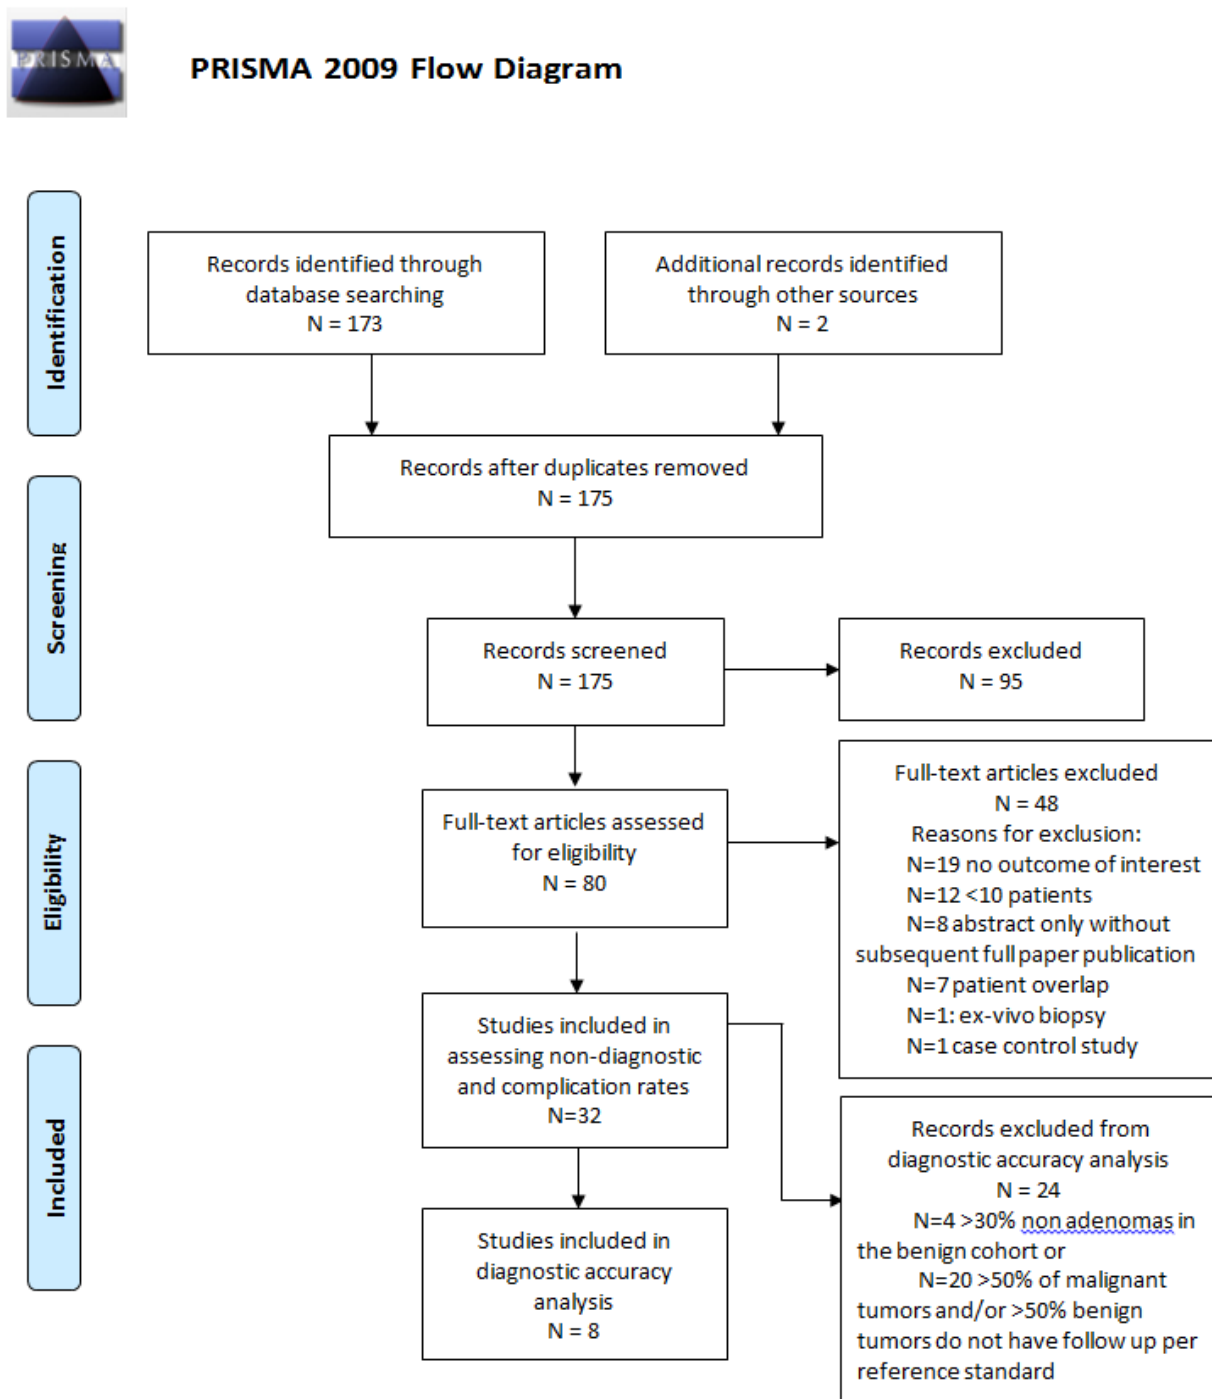 PRISMA
PRISMA 2009 Flow Diagram
Identification
Records identified through
database searching
N = 173
Additional records identified
through other sources
N = 2
Records after duplicates removed
N = 175
Screening
Records screened
N = 175
Records excluded
N = 95
Eligibility
Full-text articles assessed
for eligibility
N = 80
Full-text articles excluded
N = 48
Reasons for exclusion:
N=19 no outcome of interest
N=12 <10 patients
N=8 abstract only without
subsequent full paper publication
N=7 patient overlap
N=1: ex-vivo biopsy
N=1 case control study
Included
Studies included in
assessing non-diagnostic
and complication rates
N=32
Records excluded from
diagnostic accuracy analysis
N = 24
N=4 >30% non adenomas in
the benign cohort or
N=20 >50% of malignant
tumors and/or >50% benign
tumors do not have follow up per
reference standard
Studies included in
diagnostic accuracy
analysis
N = 8